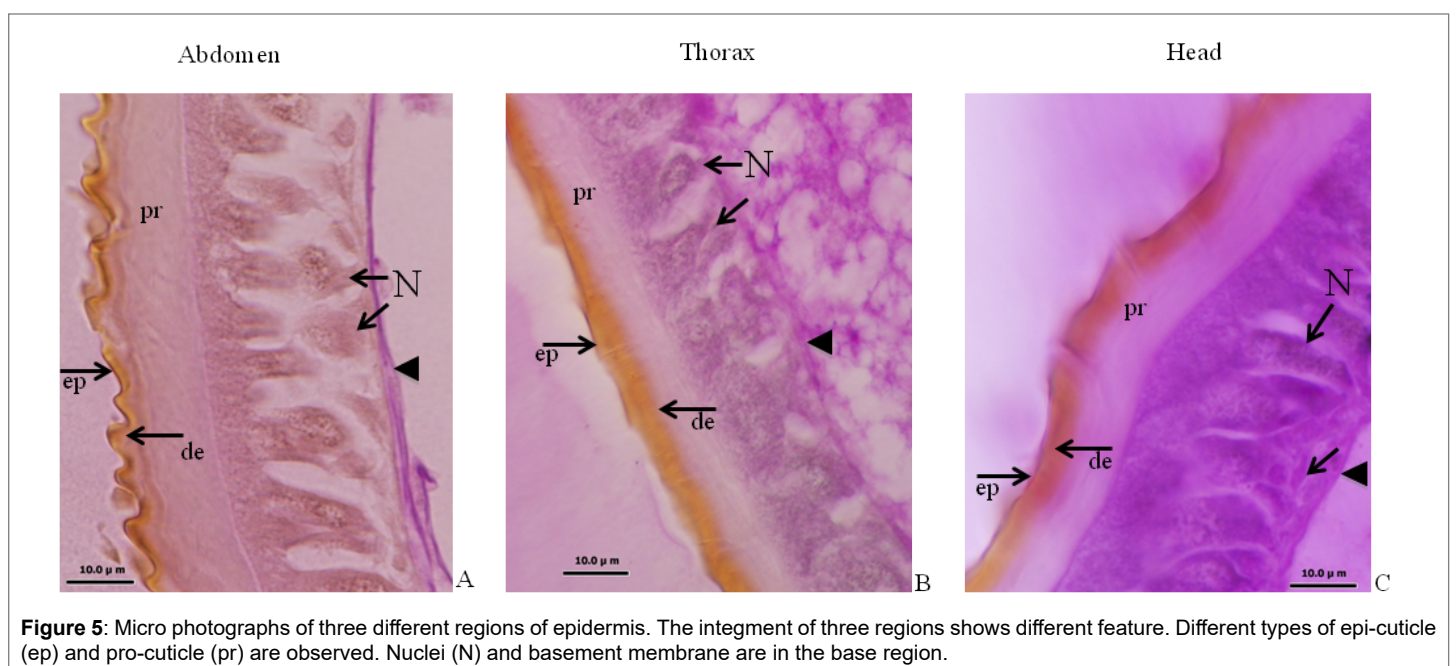 Abdomen
Thorax
Head
pr
N
ep
de
10.0 µ m
A
pr
N
ep
de
10.0 µ m
B
pr
N
ep
de
10.0 µ m
C
Figure 5: Micro photographs of three different regions of epidermis. The integment of three regions shows different feature. Different types of epi-cuticle
(ep) and pro-cuticle (pr) are observed. Nuclei (N) and basement membrane are in the base region.